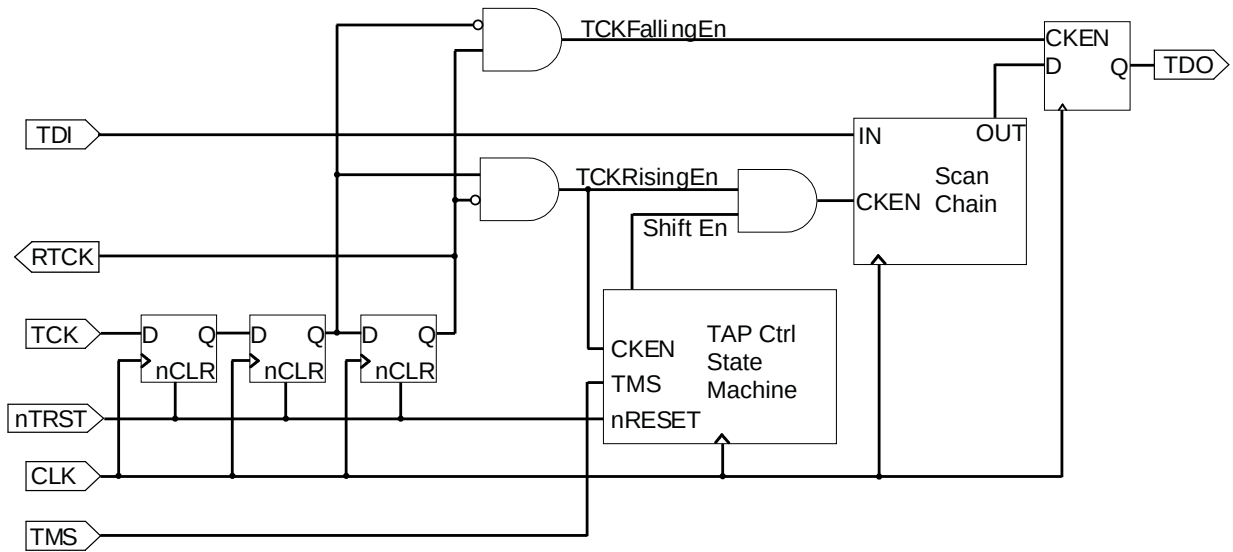 TCKFallingEn
CKEN
D Q
TDO
TDI
IN OUT
Scan
Chain
TCKRisingEn
CKEN
Shift En
RTCK
TCK
D Q
nCLR
D Q
nCLR
D Q
nCLR
TAP Ctrl
State
Machine
CKEN
TMS
nRESET
nTRST
CLK
TMS